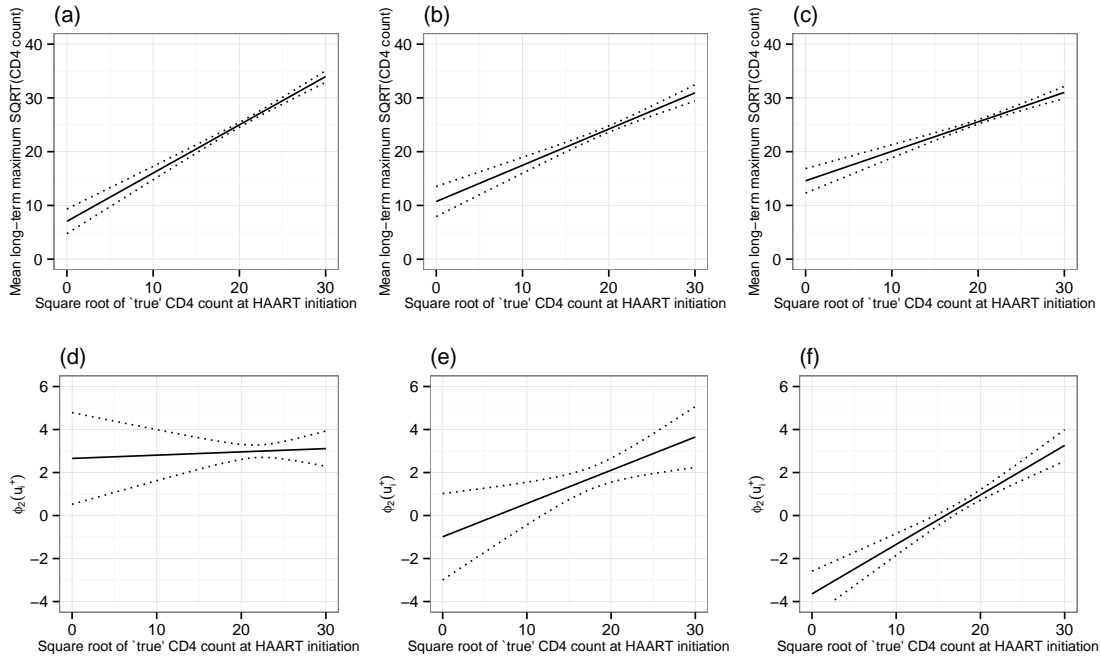 (a)
Mean long−term maximum SQRT(CD4 count)
40
30
20
10
0
0 10 20 30
Square root of `true' CD4 count at HAART initiation
(b)
Mean long−term maximum SQRT(CD4 count)
40
30
20
10
0
0 10 20 30
Square root of `true' CD4 count at HAART initiation
(c)
Mean long−term maximum SQRT(CD4 count)
40
30
20
10
0
0 10 20 30
Square root of `true' CD4 count at HAART initiation
(d)
ϕ₂(uᵢ⁺)
6
4
2
0
−2
−4
0 10 20 30
Square root of `true' CD4 count at HAART initiation
(e)
ϕ₂(uᵢ⁺)
6
4
2
0
−2
−4
0 10 20 30
Square root of `true' CD4 count at HAART initiation
(f)
ϕ₂(uᵢ⁺)
6
4
2
0
−2
−4
0 10 20 30
Square root of `true' CD4 count at HAART initiation